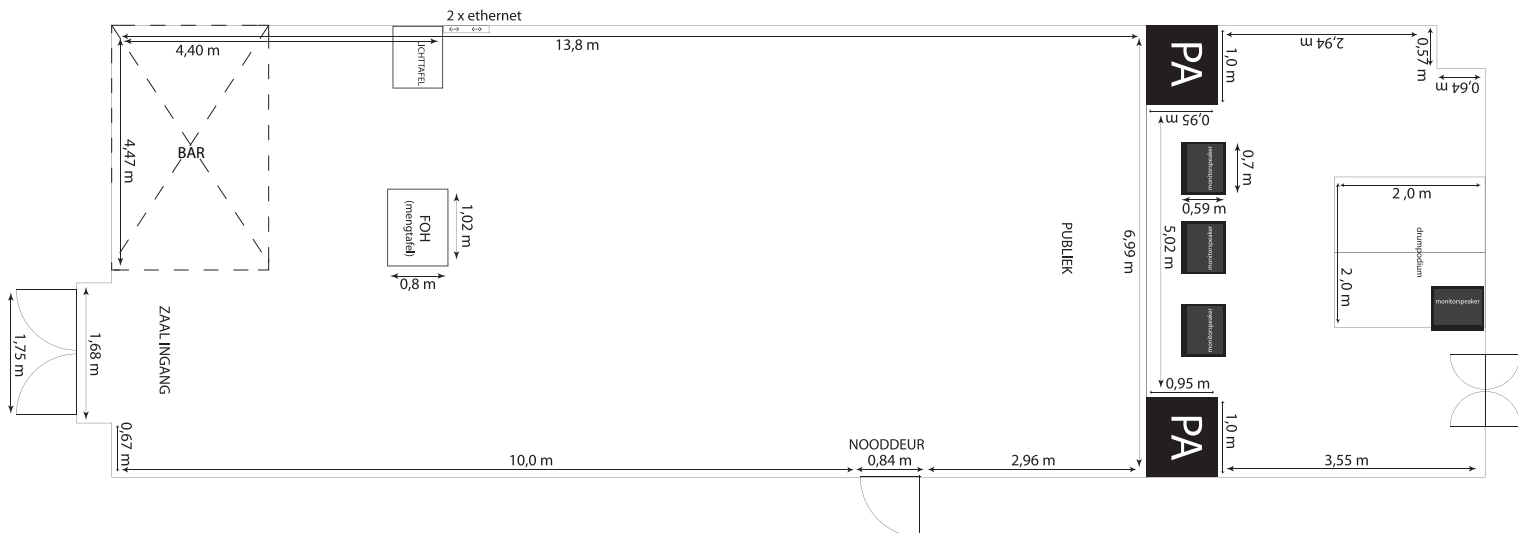 2 x ethernet
4,40 m
13,8 m
LICHTTAFEL
PA
1,0 m
2,94 m
0,57 m
0,64 m
0,95 m
4,47 m
BAR
monitorspeaker
0,7 m
0,59 m
2 ,0 m
FOH
(mengtafel)
1,02 m
0,8 m
PUBLIEK
6,99 m
5,02 m
monitorspeaker
drumpodium
2 ,0 m
monitorspeaker
monitorspeaker
1,75 m
1,68 m
ZAAL INGANG
0,95 m
PA
1,0 m
0,67 m
10,0 m
NOODDEUR
0,84 m
2,96 m
3,55 m